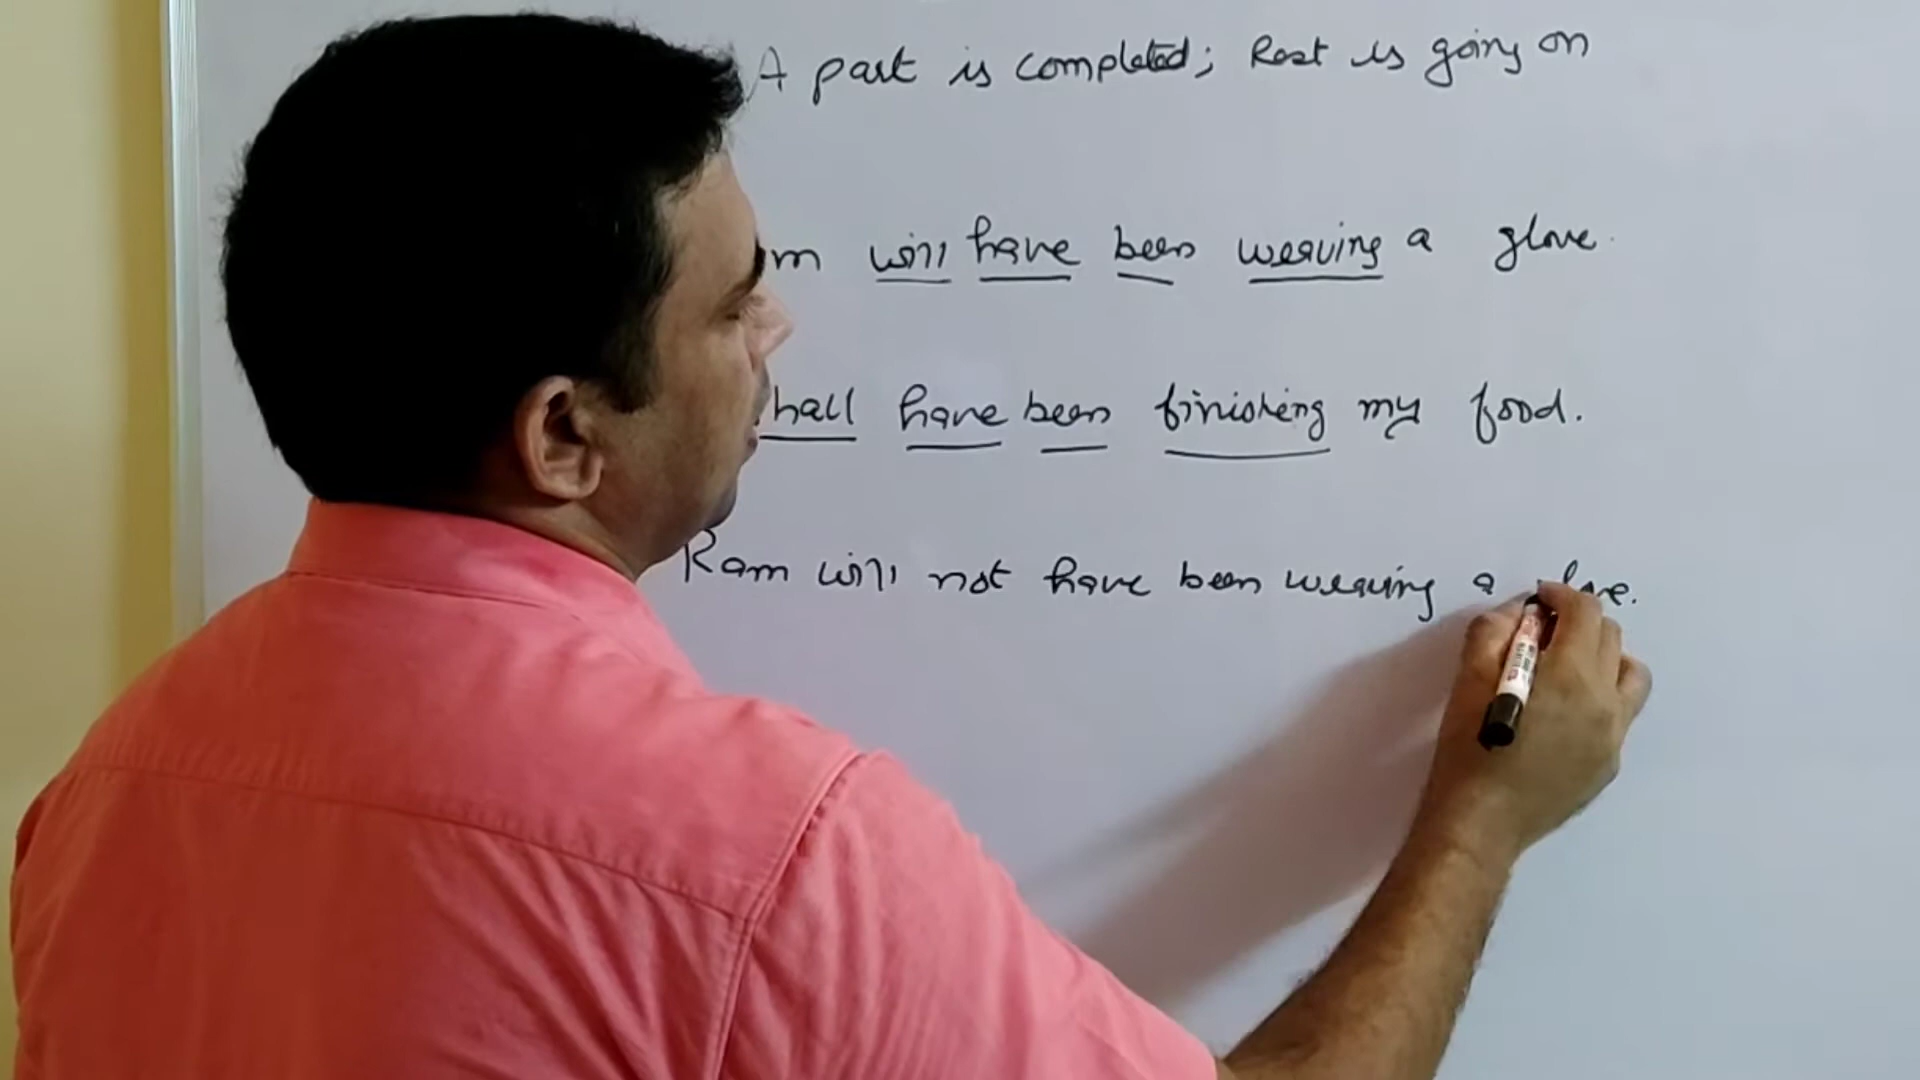 A part is completed; Rest is going on
m will have been weaving a glove.
hall have been finishing my food.
Ram will not have been weaving a